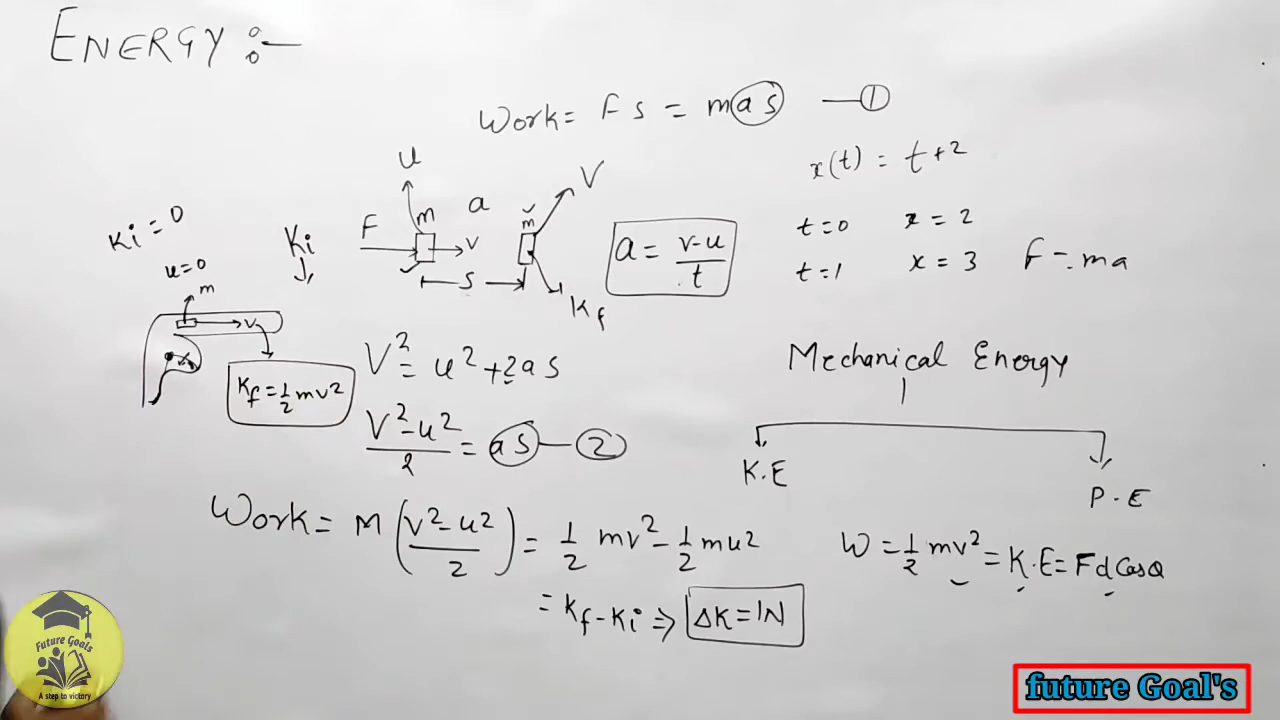 ENERGY :-
Work = F s = mas —①
u
F m a m V
V
S
Kf
a = v-u/t
x(t) = t+2
t=0 x = 2
t=1 x = 3
F = ma
Ki = 0
Ki
u=0
m
V
Kf = 1/2 mv²
V² = u²+2as
V²-u²/2 = as —②
Mechanical Energy
K.E
P.E
Work = M(v²-u²/2) = 1/2 mv² - 1/2 mu²
= Kf - Ki ⇒ ΔK = W
W = 1/2 mv² = K.E = Fd Cosθ
Future Goals
A step to victory
future Goal's